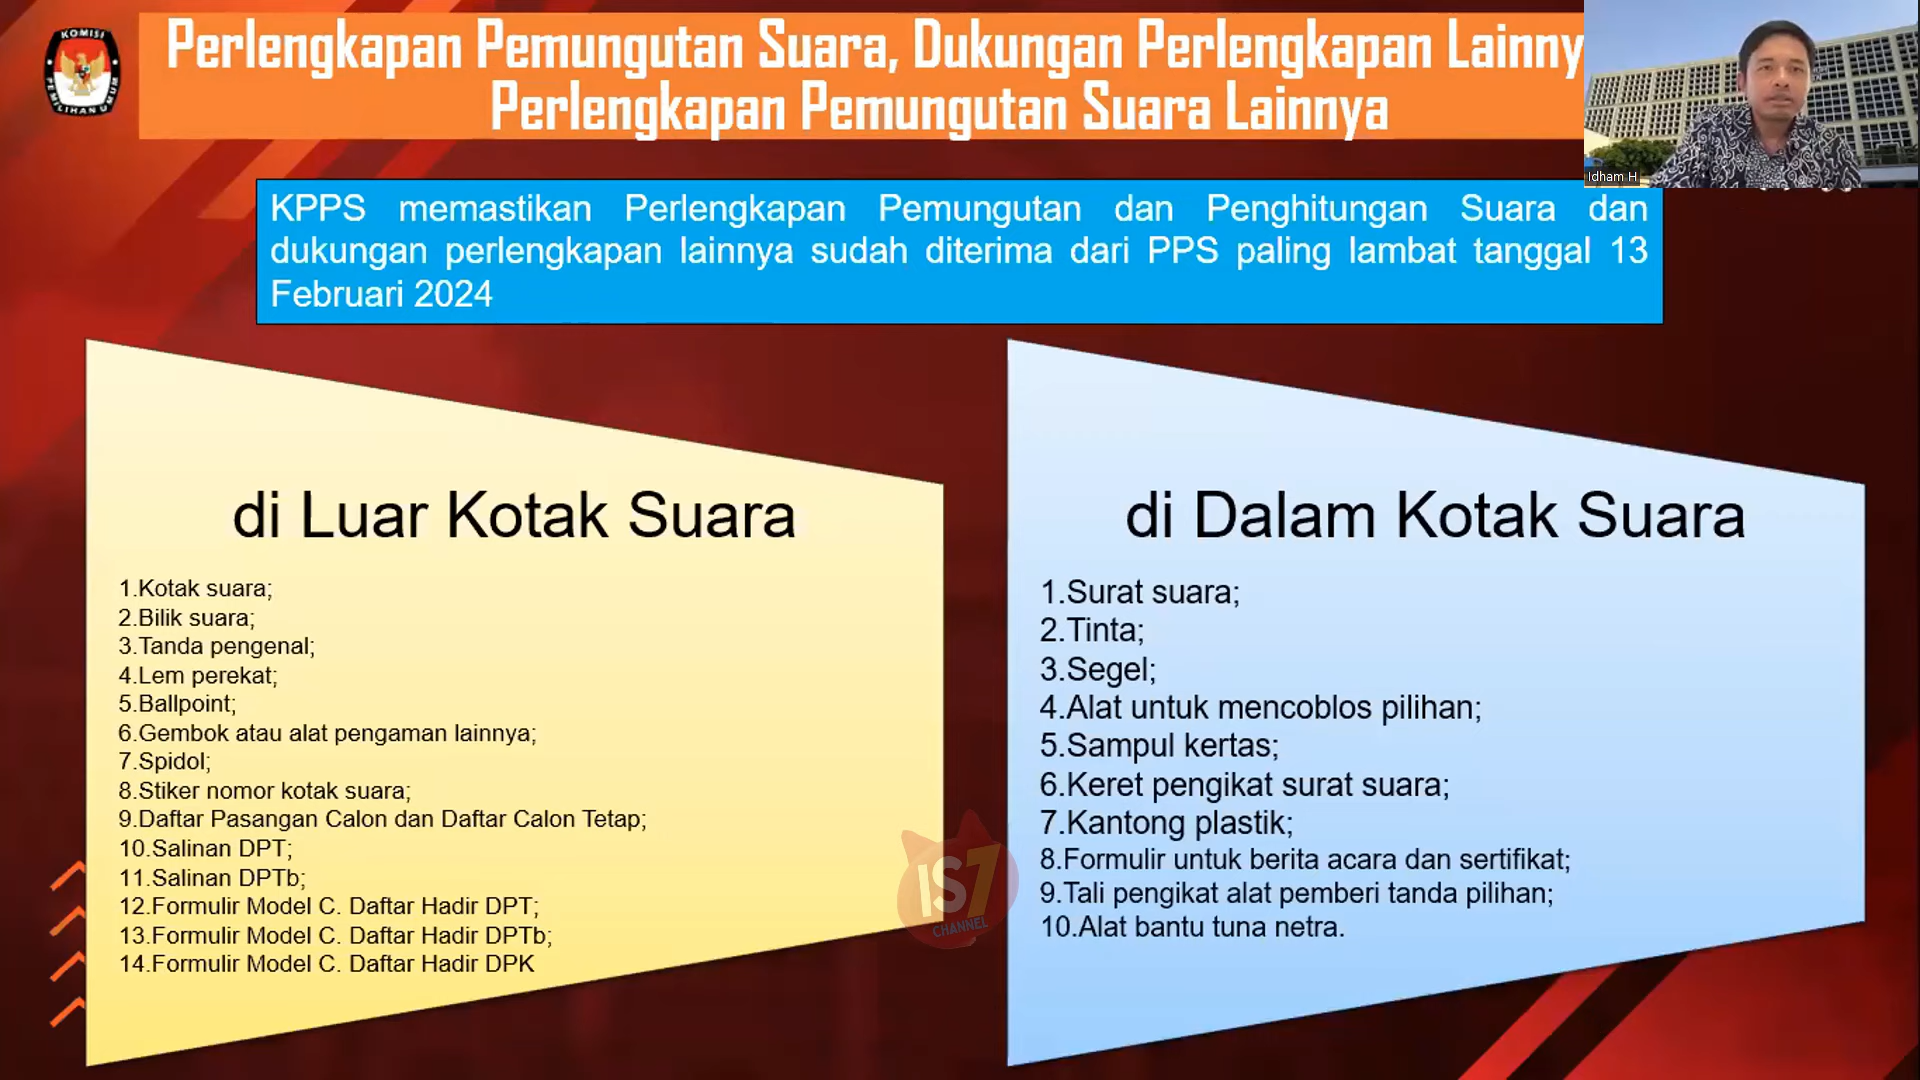 KOMISI
PEMILIHAN UMUM
Perlengkapan Pemungutan Suara, Dukungan Perlengkapan Lainny
Perlengkapan Pemungutan Suara Lainnya
Idham H
KPPS memastikan Perlengkapan Pemungutan dan Penghitungan Suara dan
dukungan perlengkapan lainnya sudah diterima dari PPS paling lambat tanggal 13
Februari 2024
di Luar Kotak Suara
1.Kotak suara;
2.Bilik suara;
3.Tanda pengenal;
4.Lem perekat;
5.Ballpoint;
6.Gembok atau alat pengaman lainnya;
7.Spidol;
8.Stiker nomor kotak suara;
9.Daftar Pasangan Calon dan Daftar Calon Tetap;
10.Salinan DPT;
11.Salinan DPTb;
12.Formulir Model C. Daftar Hadir DPT;
13.Formulir Model C. Daftar Hadir DPTb;
14.Formulir Model C. Daftar Hadir DPK
di Dalam Kotak Suara
1.Surat suara;
2.Tinta;
3.Segel;
4.Alat untuk mencoblos pilihan;
5.Sampul kertas;
6.Keret pengikat surat suara;
7.Kantong plastik;
8.Formulir untuk berita acara dan sertifikat;
9.Tali pengikat alat pemberi tanda pilihan;
10.Alat bantu tuna netra.
IS7
CHANNEL